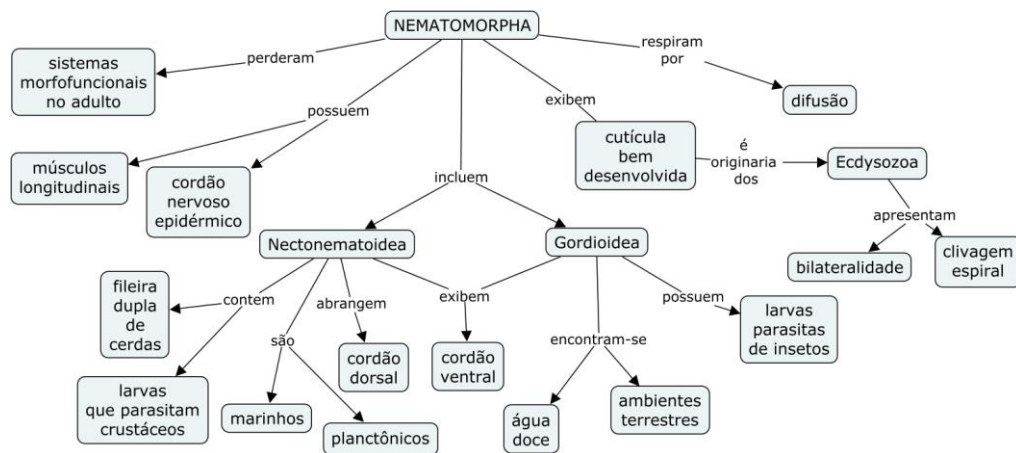 NEMATOMORPHA
perderam
sistemas
morfofuncionais
no adulto
possuem
músculos
longitudinais
cordão
nervoso
epidérmico
incluem
exibem
cutícula
bem
desenvolvida
é
originaria
dos
Ecdysozoa
apresentam
bilateralidade
clivagem
espiral
respiram
por
difusão
Nectonematoidea
contem
fileira
dupla
de
cerdas
larvas
que parasitam
crustáceos
são
marinhos
planctônicos
abrangem
cordão
dorsal
exibem
cordão
ventral
Gordioidea
encontram-se
água
doce
ambientes
terrestres
possuem
larvas
parasitas
de insetos